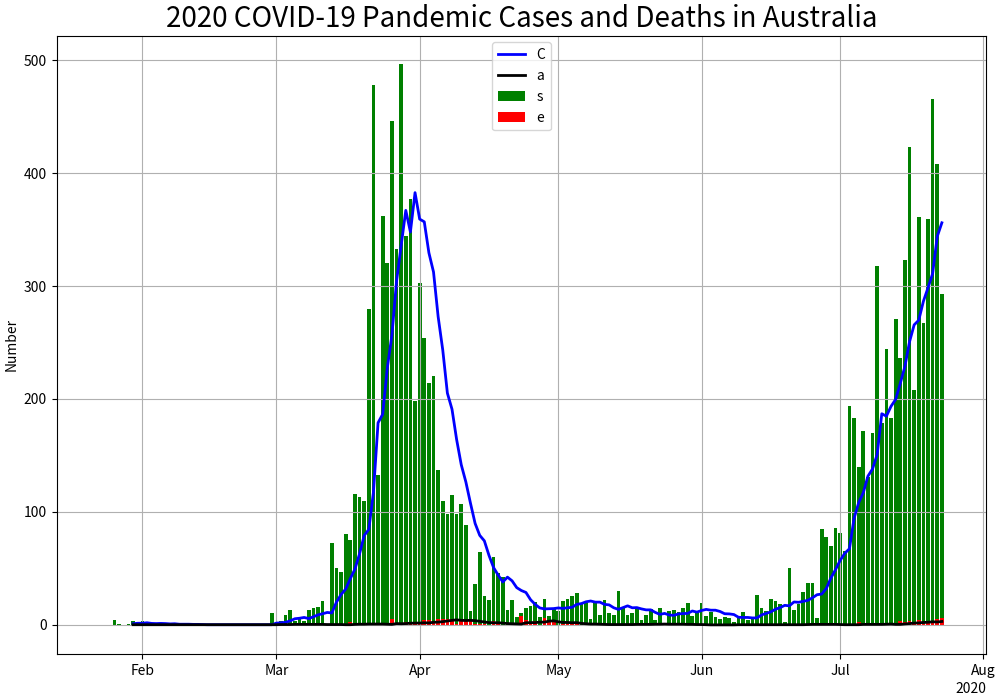 2020 COVID-19 Pandemic Cases and Deaths in Australia
C
a
s
e
500
400
300
200
100
0
Number
Feb
Mar
Apr
May
Jun
Jul
Aug
2020